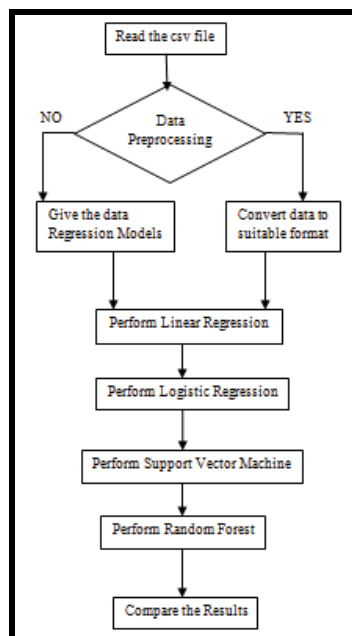 Read the csv file
NO
YES
Data
Preprocessing
Give the data
Regression Models
Convert data to
suitable format
Perform Linear Regression
Perform Logistic Regression
Perform Support Vector Machine
Perform Random Forest
Compare the Results